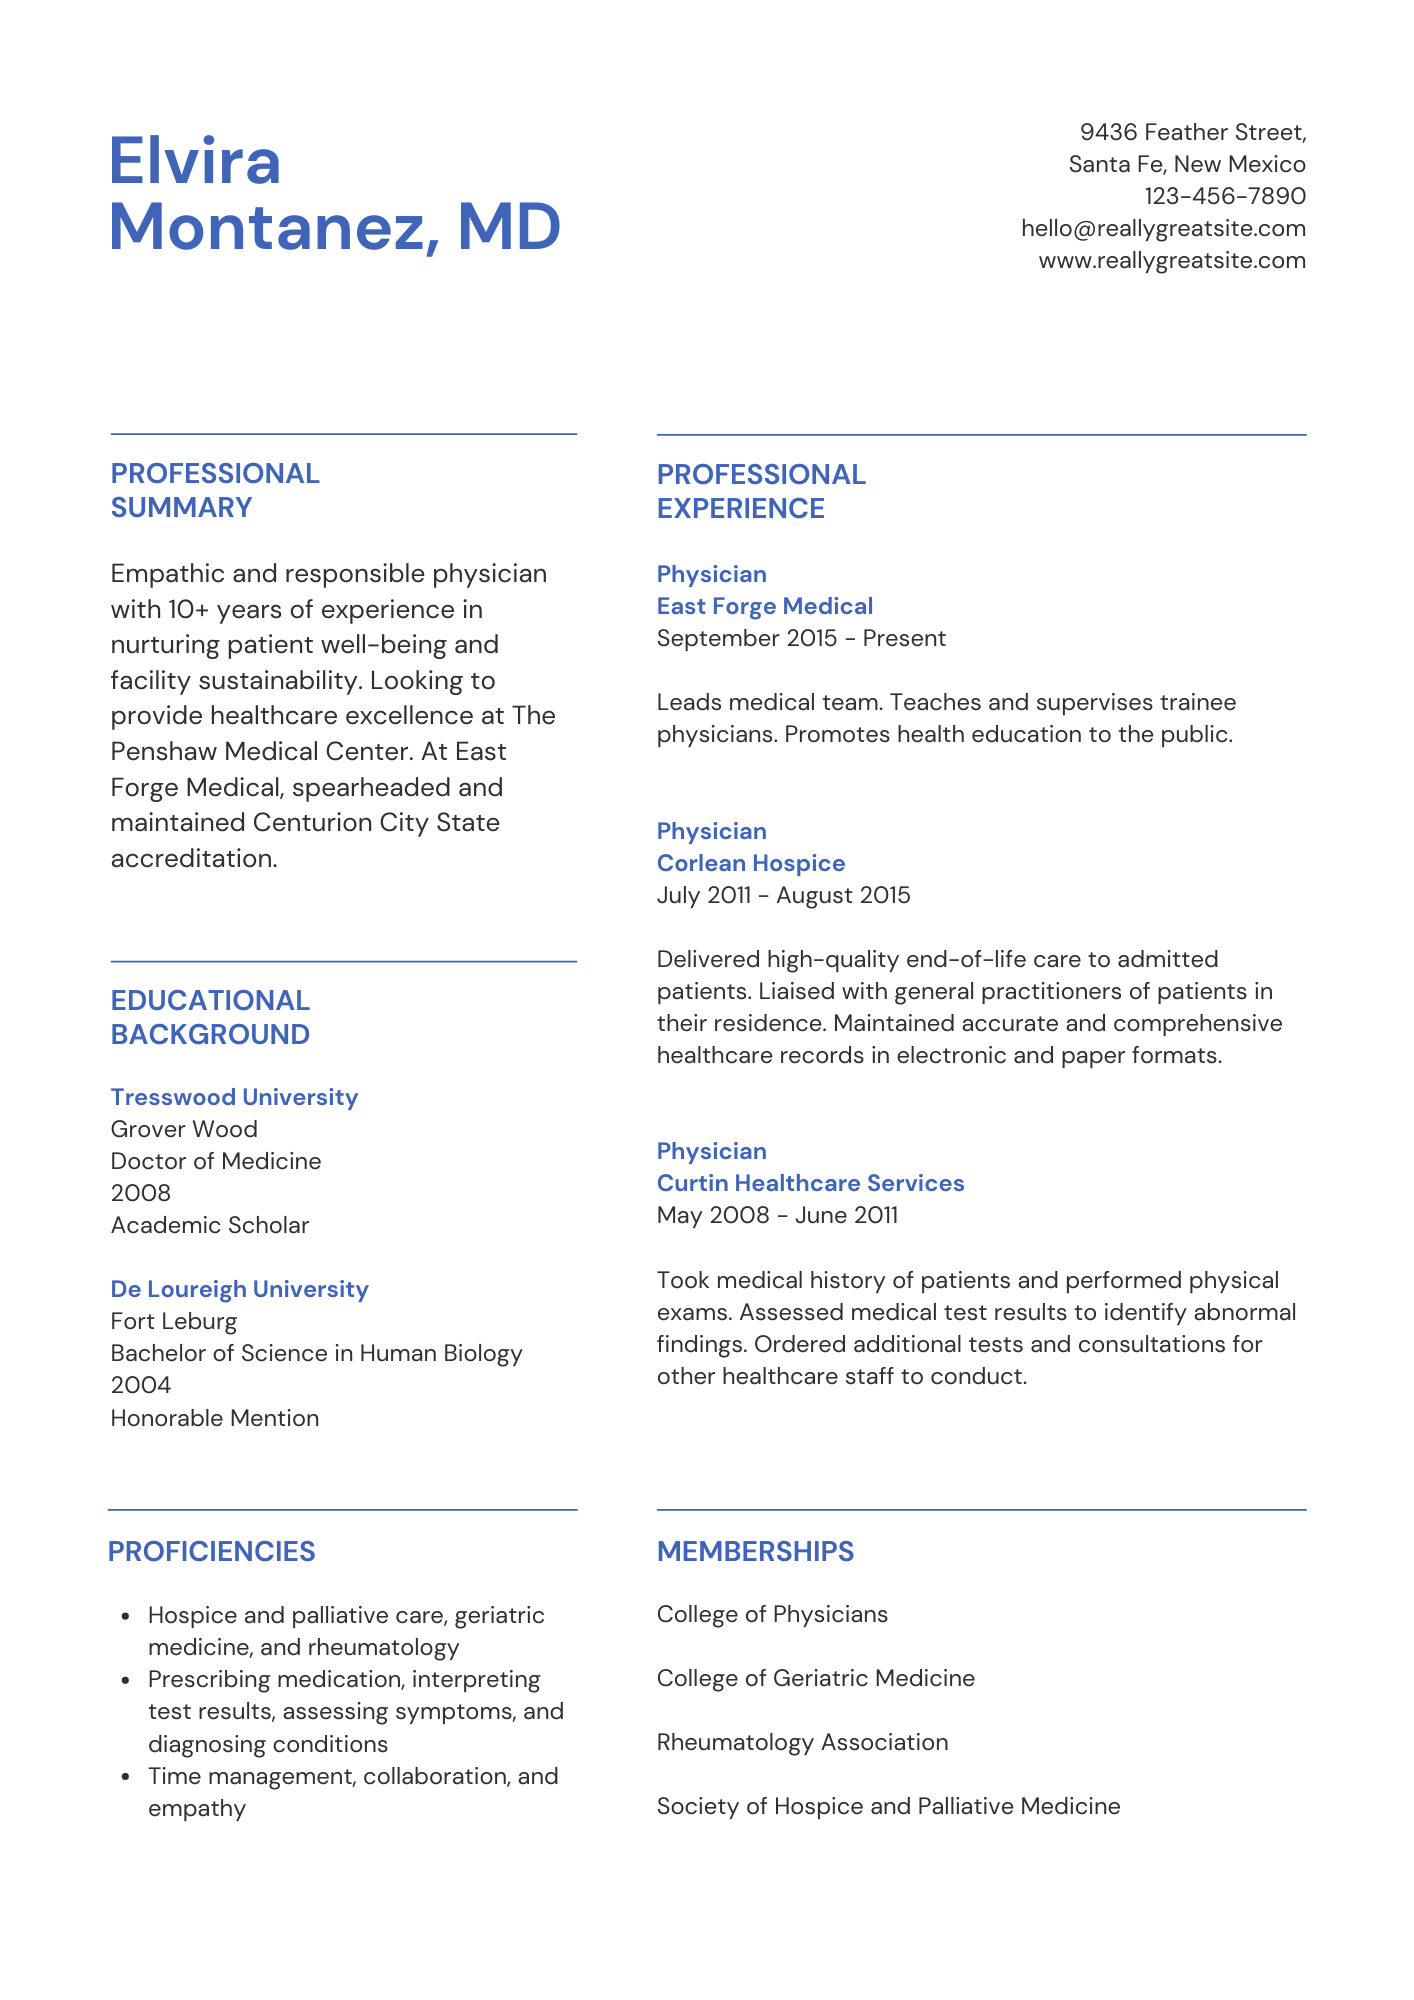 Elvira
Montanez, MD
9436 Feather Street,
Santa Fe, New Mexico
123-456-7890
hello@reallygreatsite.com
www.reallygreatsite.com
PROFESSIONAL
SUMMARY
Empathic and responsible physician
with 10+ years of experience in
nurturing patient well-being and
facility sustainability. Looking to
provide healthcare excellence at The
Penshaw Medical Center. At East
Forge Medical, spearheaded and
maintained Centurion City State
accreditation.
EDUCATIONAL
BACKGROUND
Tresswood University
Grover Wood
Doctor of Medicine
2008
Academic Scholar
De Loureigh University
Fort Leburg
Bachelor of Science in Human Biology
2004
Honorable Mention
PROFICIENCIES
• Hospice and palliative care, geriatric
medicine, and rheumatology
• Prescribing medication, interpreting
test results, assessing symptoms, and
diagnosing conditions
• Time management, collaboration, and
empathy
PROFESSIONAL
EXPERIENCE
Physician
East Forge Medical
September 2015 - Present
Leads medical team. Teaches and supervises trainee
physicians. Promotes health education to the public.
Physician
Corlean Hospice
July 2011 - August 2015
Delivered high-quality end-of-life care to admitted
patients. Liaised with general practitioners of patients in
their residence. Maintained accurate and comprehensive
healthcare records in electronic and paper formats.
Physician
Curtin Healthcare Services
May 2008 - June 2011
Took medical history of patients and performed physical
exams. Assessed medical test results to identify abnormal
findings. Ordered additional tests and consultations for
other healthcare staff to conduct.
MEMBERSHIPS
College of Physicians
College of Geriatric Medicine
Rheumatology Association
Society of Hospice and Palliative Medicine